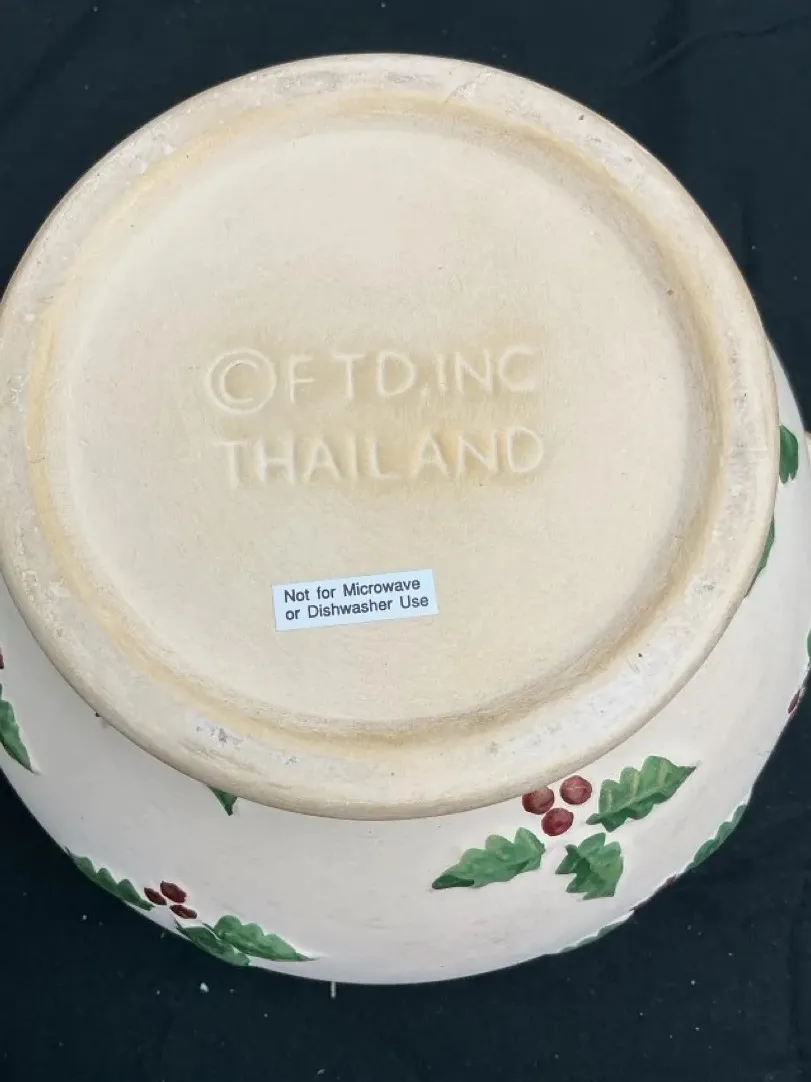 ©FTD,INC
THAILAND
Not for Microwave
or Dishwasher Use